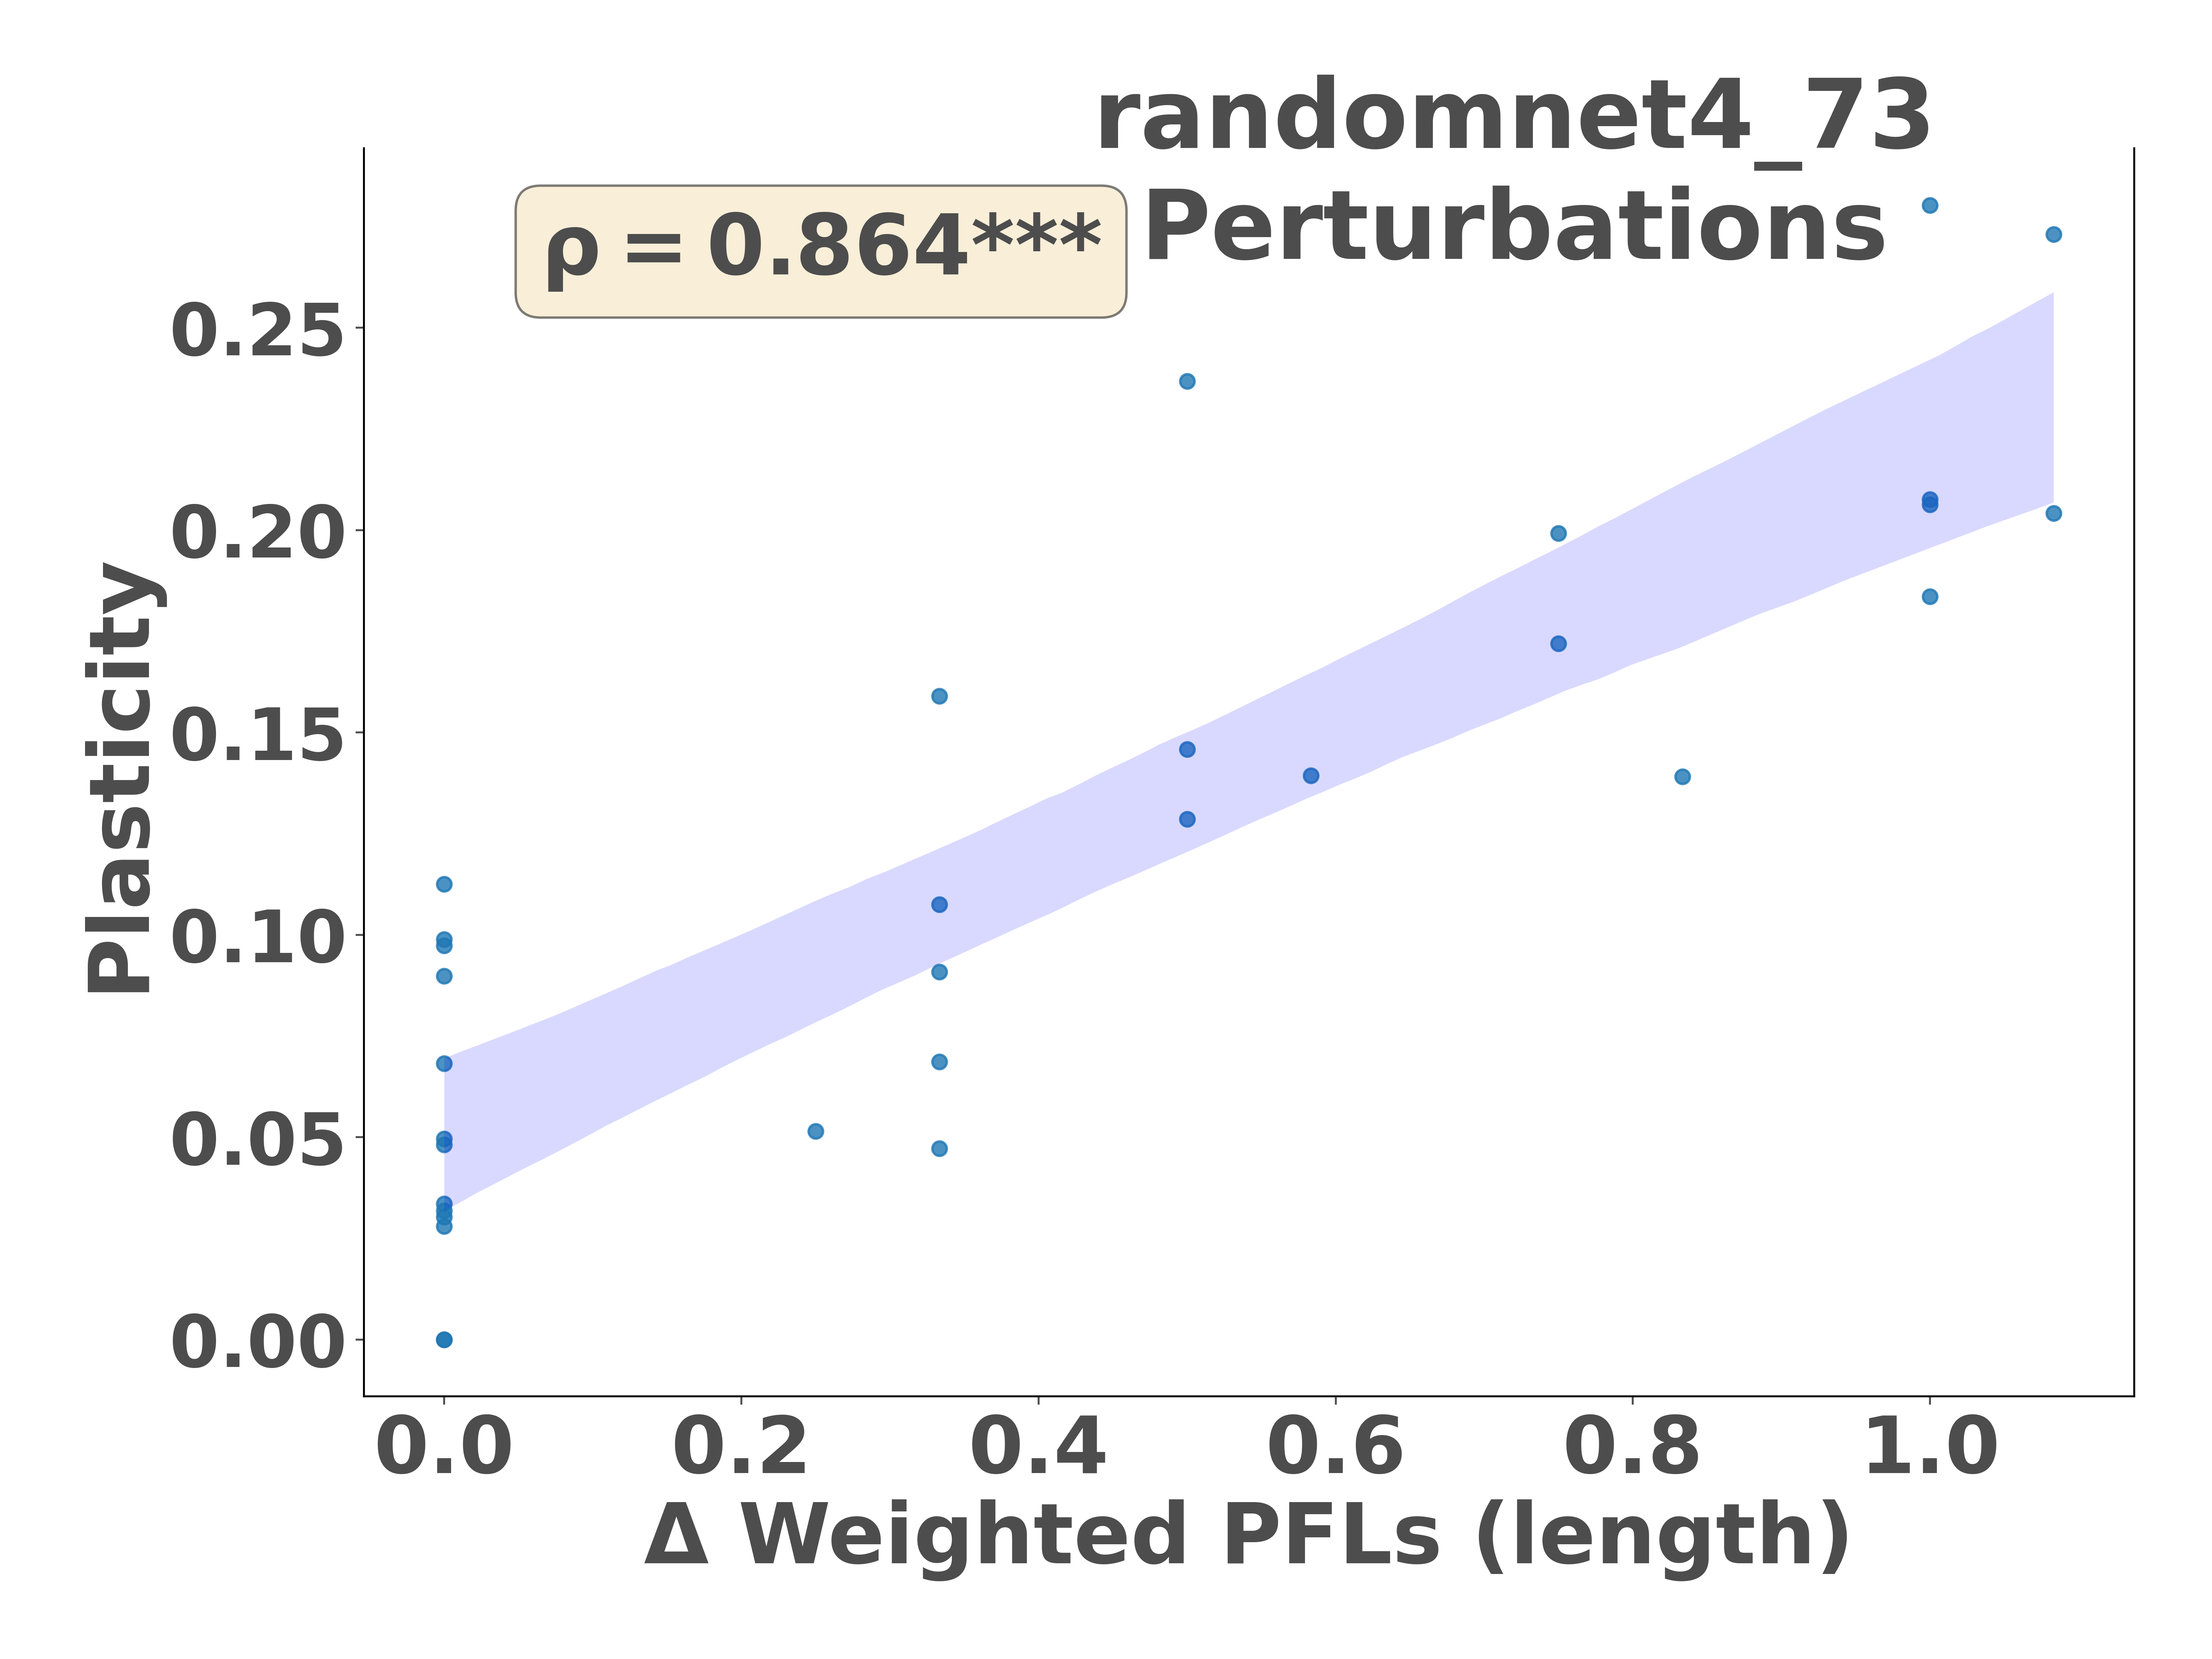 randomnet4_73
Perturbations
ρ = 0.864***
Plasticity
0.25
0.20
0.15
0.10
0.05
0.00
0.0 0.2 0.4 0.6 0.8 1.0
Δ Weighted PFLs (length)